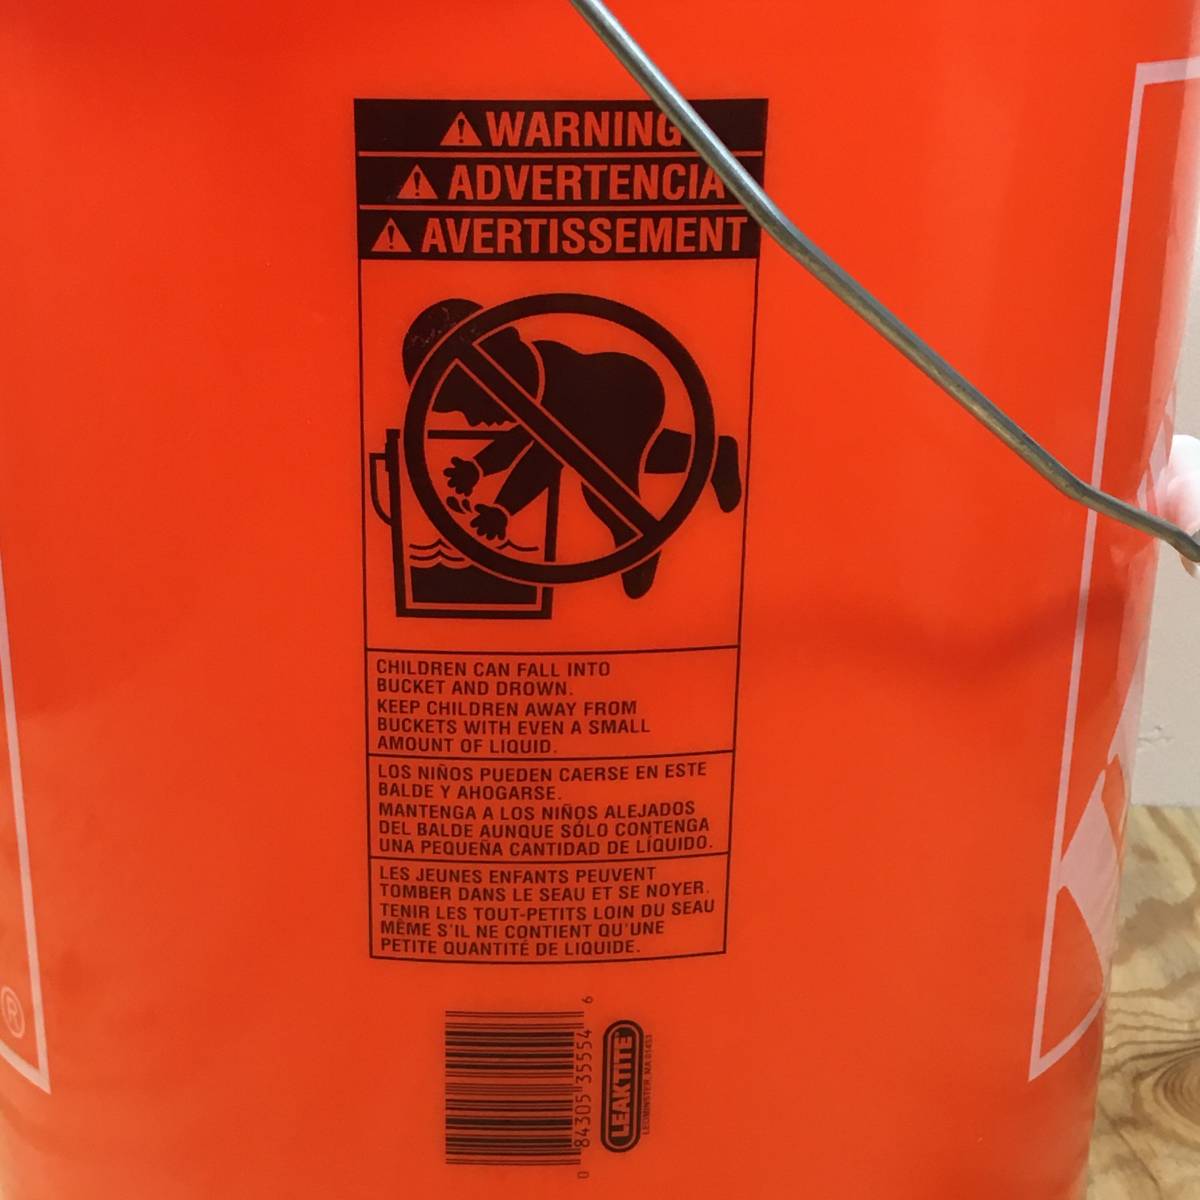 WARNING
ADVERTENCIA
AVERTISSEMENT
CHILDREN CAN FALL INTO
BUCKET AND DROWN.
KEEP CHILDREN AWAY FROM
BUCKETS WITH EVEN A SMALL
AMOUNT OF LIQUID.
LOS NIÑOS PUEDEN CAERSE EN ESTE
BALDE Y AHOGARSE.
MANTENGA A LOS NIÑOS ALEJADOS
DEL BALDE AUNQUE SÓLO CONTENGA
UNA PEQUEÑA CANTIDAD DE LÍQUIDO.
LES JEUNES ENFANTS PEUVENT
TOMBER DANS LE SEAU ET SE NOYER.
TENIR LES TOUT-PETITS LOIN DU SEAU
MÊME S'IL NE CONTIENT QU'UNE
PETITE QUANTITÉ DE LIQUIDE.
0 84305 35554 6
LEAKTITE
LEOMINSTER, MA 01453
®